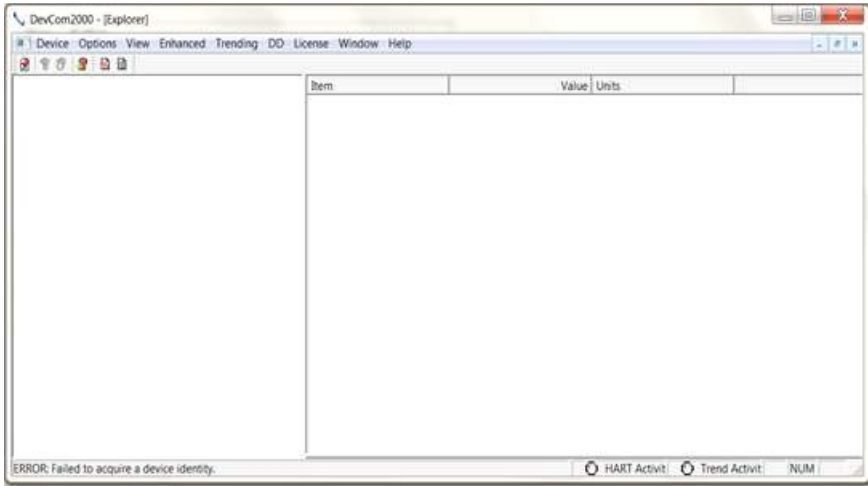 DevCom2000 - [Explorer]
Device Options View Enhanced Trending DD License Window Help
Item Value Units
ERROR: Failed to acquire a device identity. HART Activit Trend Activit NUM